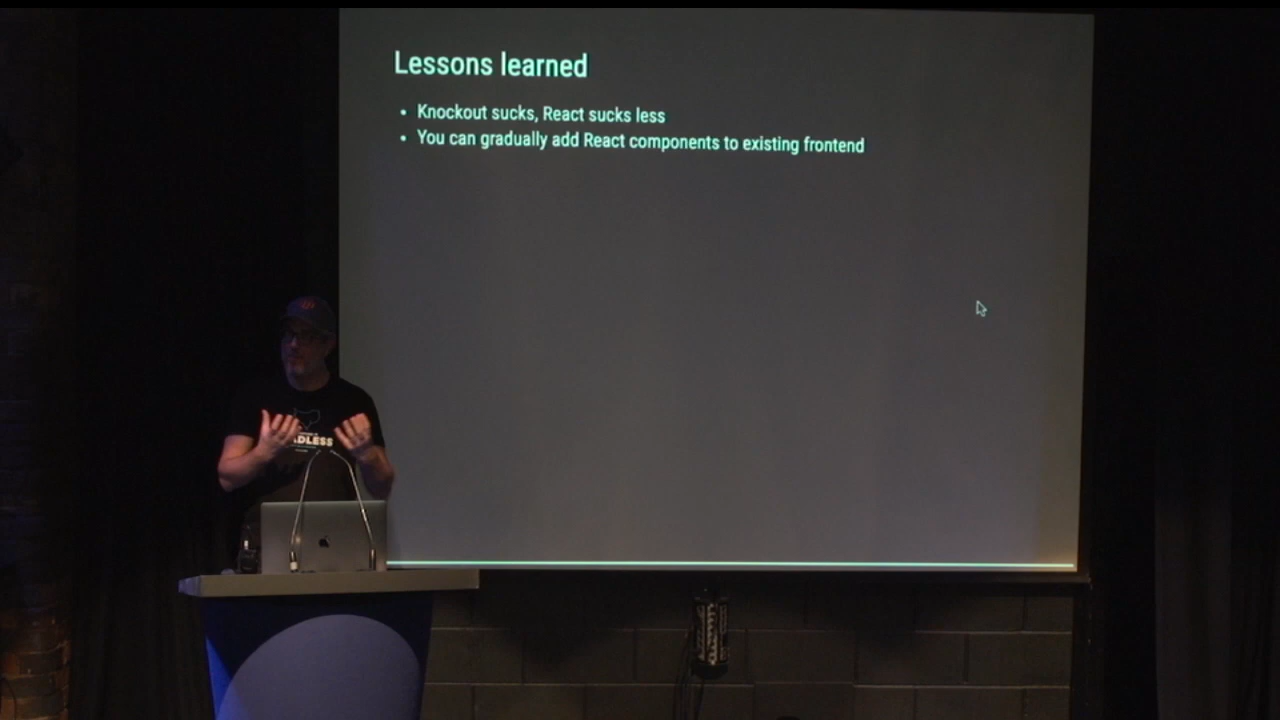 Lessons learned
• Knockout sucks, React sucks less
• You can gradually add React components to existing frontend